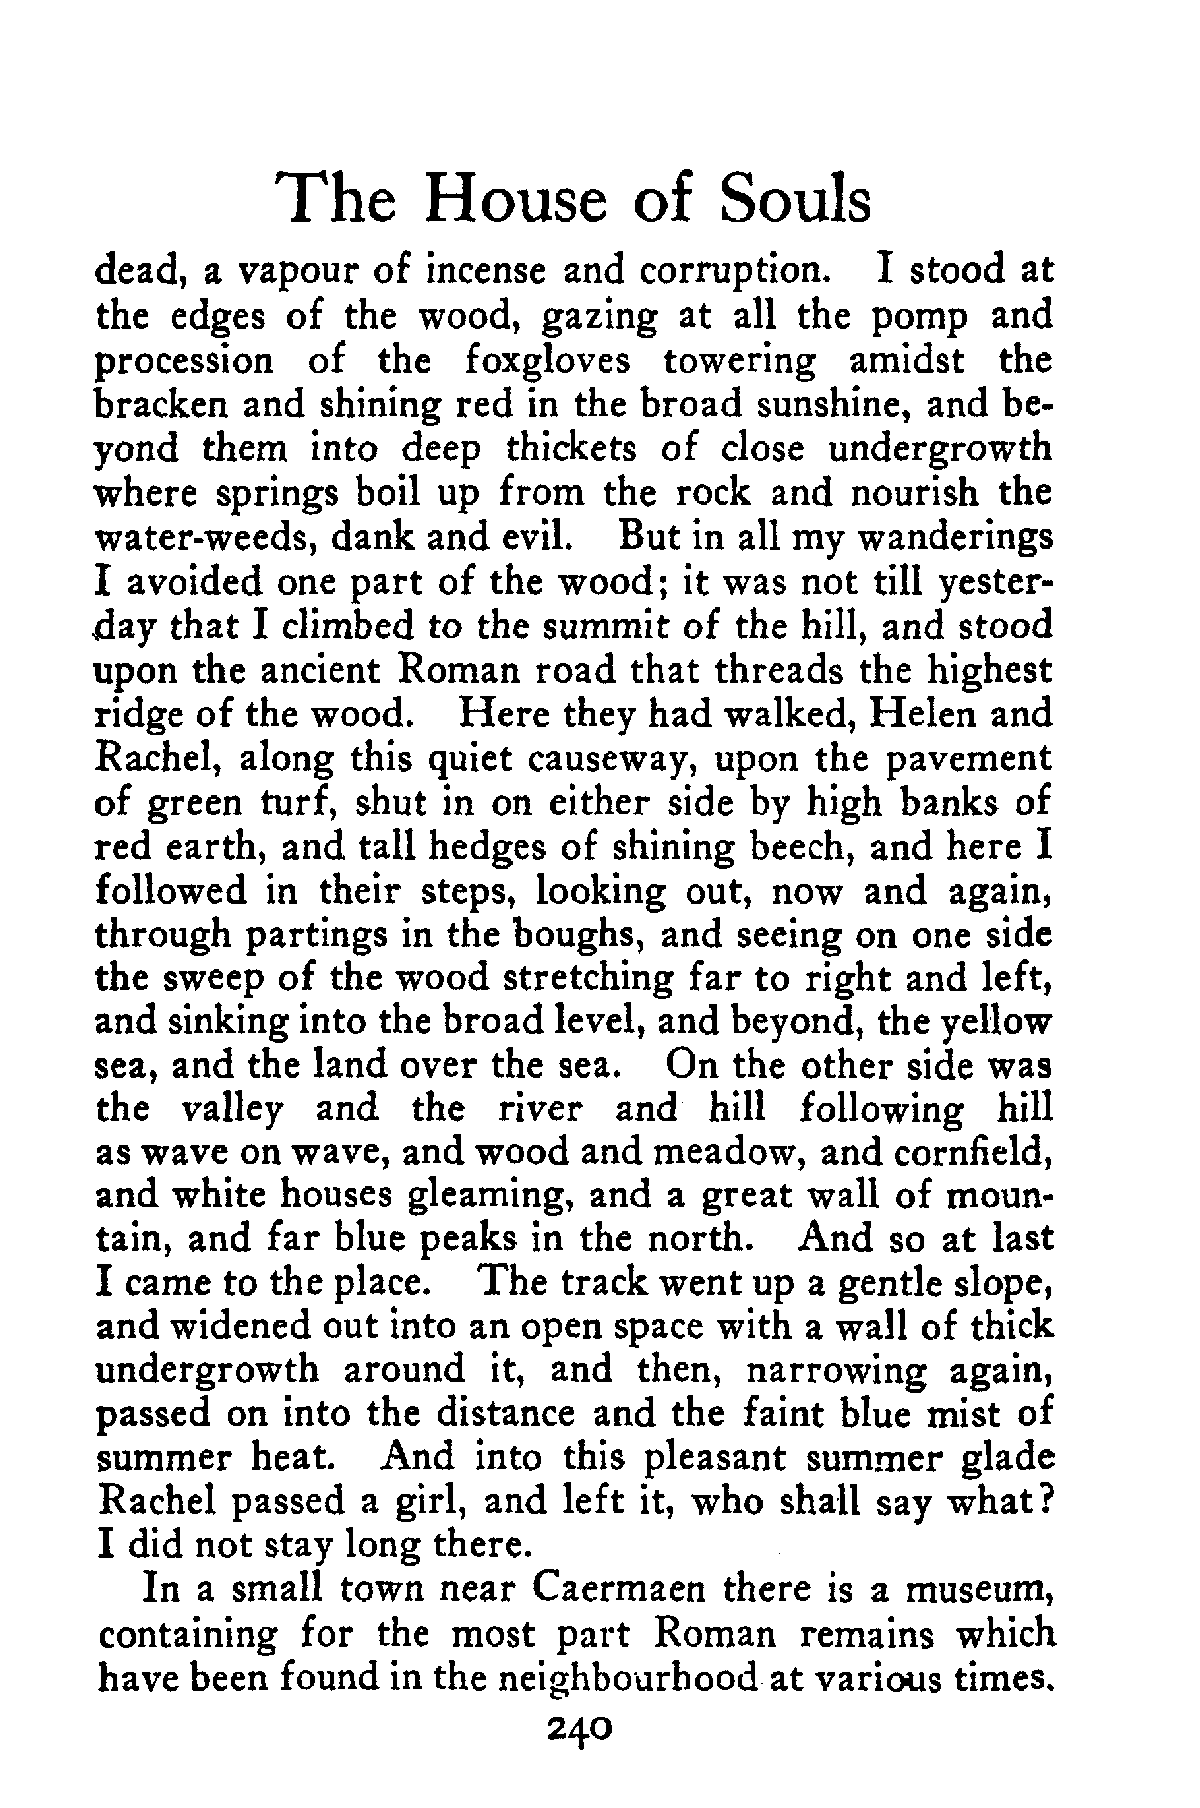 The House of Souls
dead, a vapour of incense and corruption. I stood at
the edges of the wood, gazing at all the pomp and
procession of the foxgloves towering amidst the
bracken and shining red in the broad sunshine, and be-
yond them into deep thickets of close undergrowth
where springs boil up from the rock and nourish the
water-weeds, dank and evil. But in all my wanderings
I avoided one part of the wood; it was not till yester-
day that I climbed to the summit of the hill, and stood
upon the ancient Roman road that threads the highest
ridge of the wood. Here they had walked, Helen and
Rachel, along this quiet causeway, upon the pavement
of green turf, shut in on either side by high banks of
red earth, and tall hedges of shining beech, and here I
followed in their steps, looking out, now and again,
through partings in the boughs, and seeing on one side
the sweep of the wood stretching far to right and left,
and sinking into the broad level, and beyond, the yellow
sea, and the land over the sea. On the other side was
the valley and the river and hill following hill
as wave on wave, and wood and meadow, and cornfield,
and white houses gleaming, and a great wall of moun-
tain, and far blue peaks in the north. And so at last
I came to the place. The track went up a gentle slope,
and widened out into an open space with a wall of thick
undergrowth around it, and then, narrowing again,
passed on into the distance and the faint blue mist of
summer heat. And into this pleasant summer glade
Rachel passed a girl, and left it, who shall say what?
I did not stay long there.
In a small town near Caermaen there is a museum,
containing for the most part Roman remains which
have been found in the neighbourhood at various times.
240